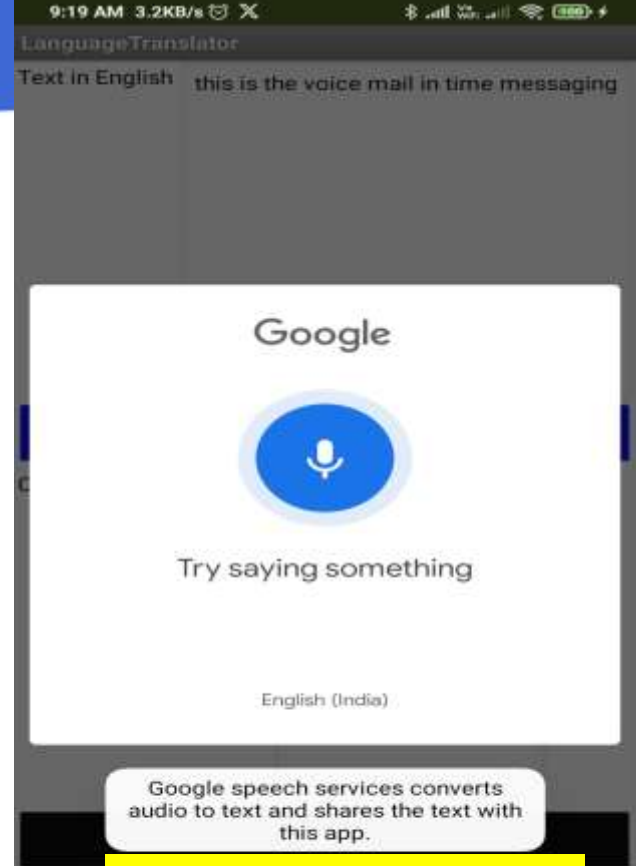 9:19 AM 3.2KB/s
LanguageTranslator
Text in English
this is the voice mail in time messaging
Google
Try saying something
English (India)
Google speech services converts
audio to text and shares the text with
this app.